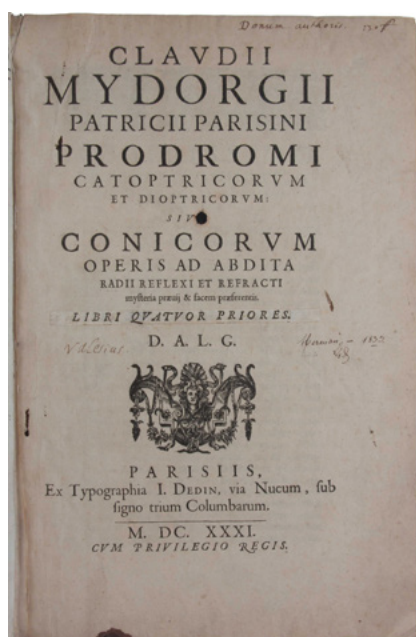 Donum authoris.
CLAVDII
MYDORGII
PATRICII PARISINI
PRODROMI
CATOPTRICORVM
ET DIOPTRICORVM:
SIV
CONICORVM
OPERIS AD ABDITA
RADII REFLEXI ET REFRACTI
mysteria præuij & facem præferentis.
LIBRI QVATVOR PRIORES.
D. A. L. G.
PARISIIS,
Ex Typographia I. DEDIN, via Nucum, sub
signo trium Columbarum.
M. DC. XXXI.
CVM PRIVILEGIO REGIS.